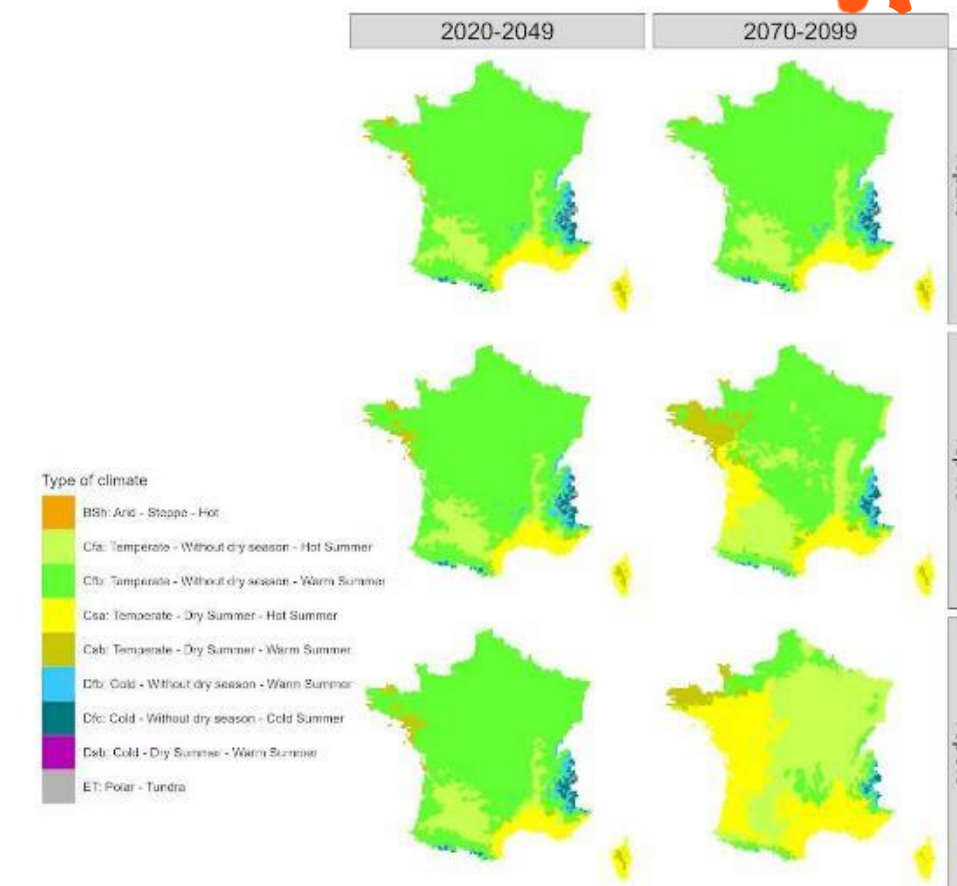 2020-2049
2070-2099
Type of climate
BSh: Arid - Steppe - Hot
Cfa: Temperate - Without dry season - Hot Summer
Cfb: Temperate - Without dry season - Warm Summer
Csa: Temperate - Dry Summer - Hot Summer
Csb: Temperate - Dry Summer - Warm Summer
Dfb: Cold - Without dry season - Warm Summer
Dfc: Cold - Without dry season - Cold Summer
Dsb: Cold - Dry Summer - Warm Summer
ET: Polar - Tundra